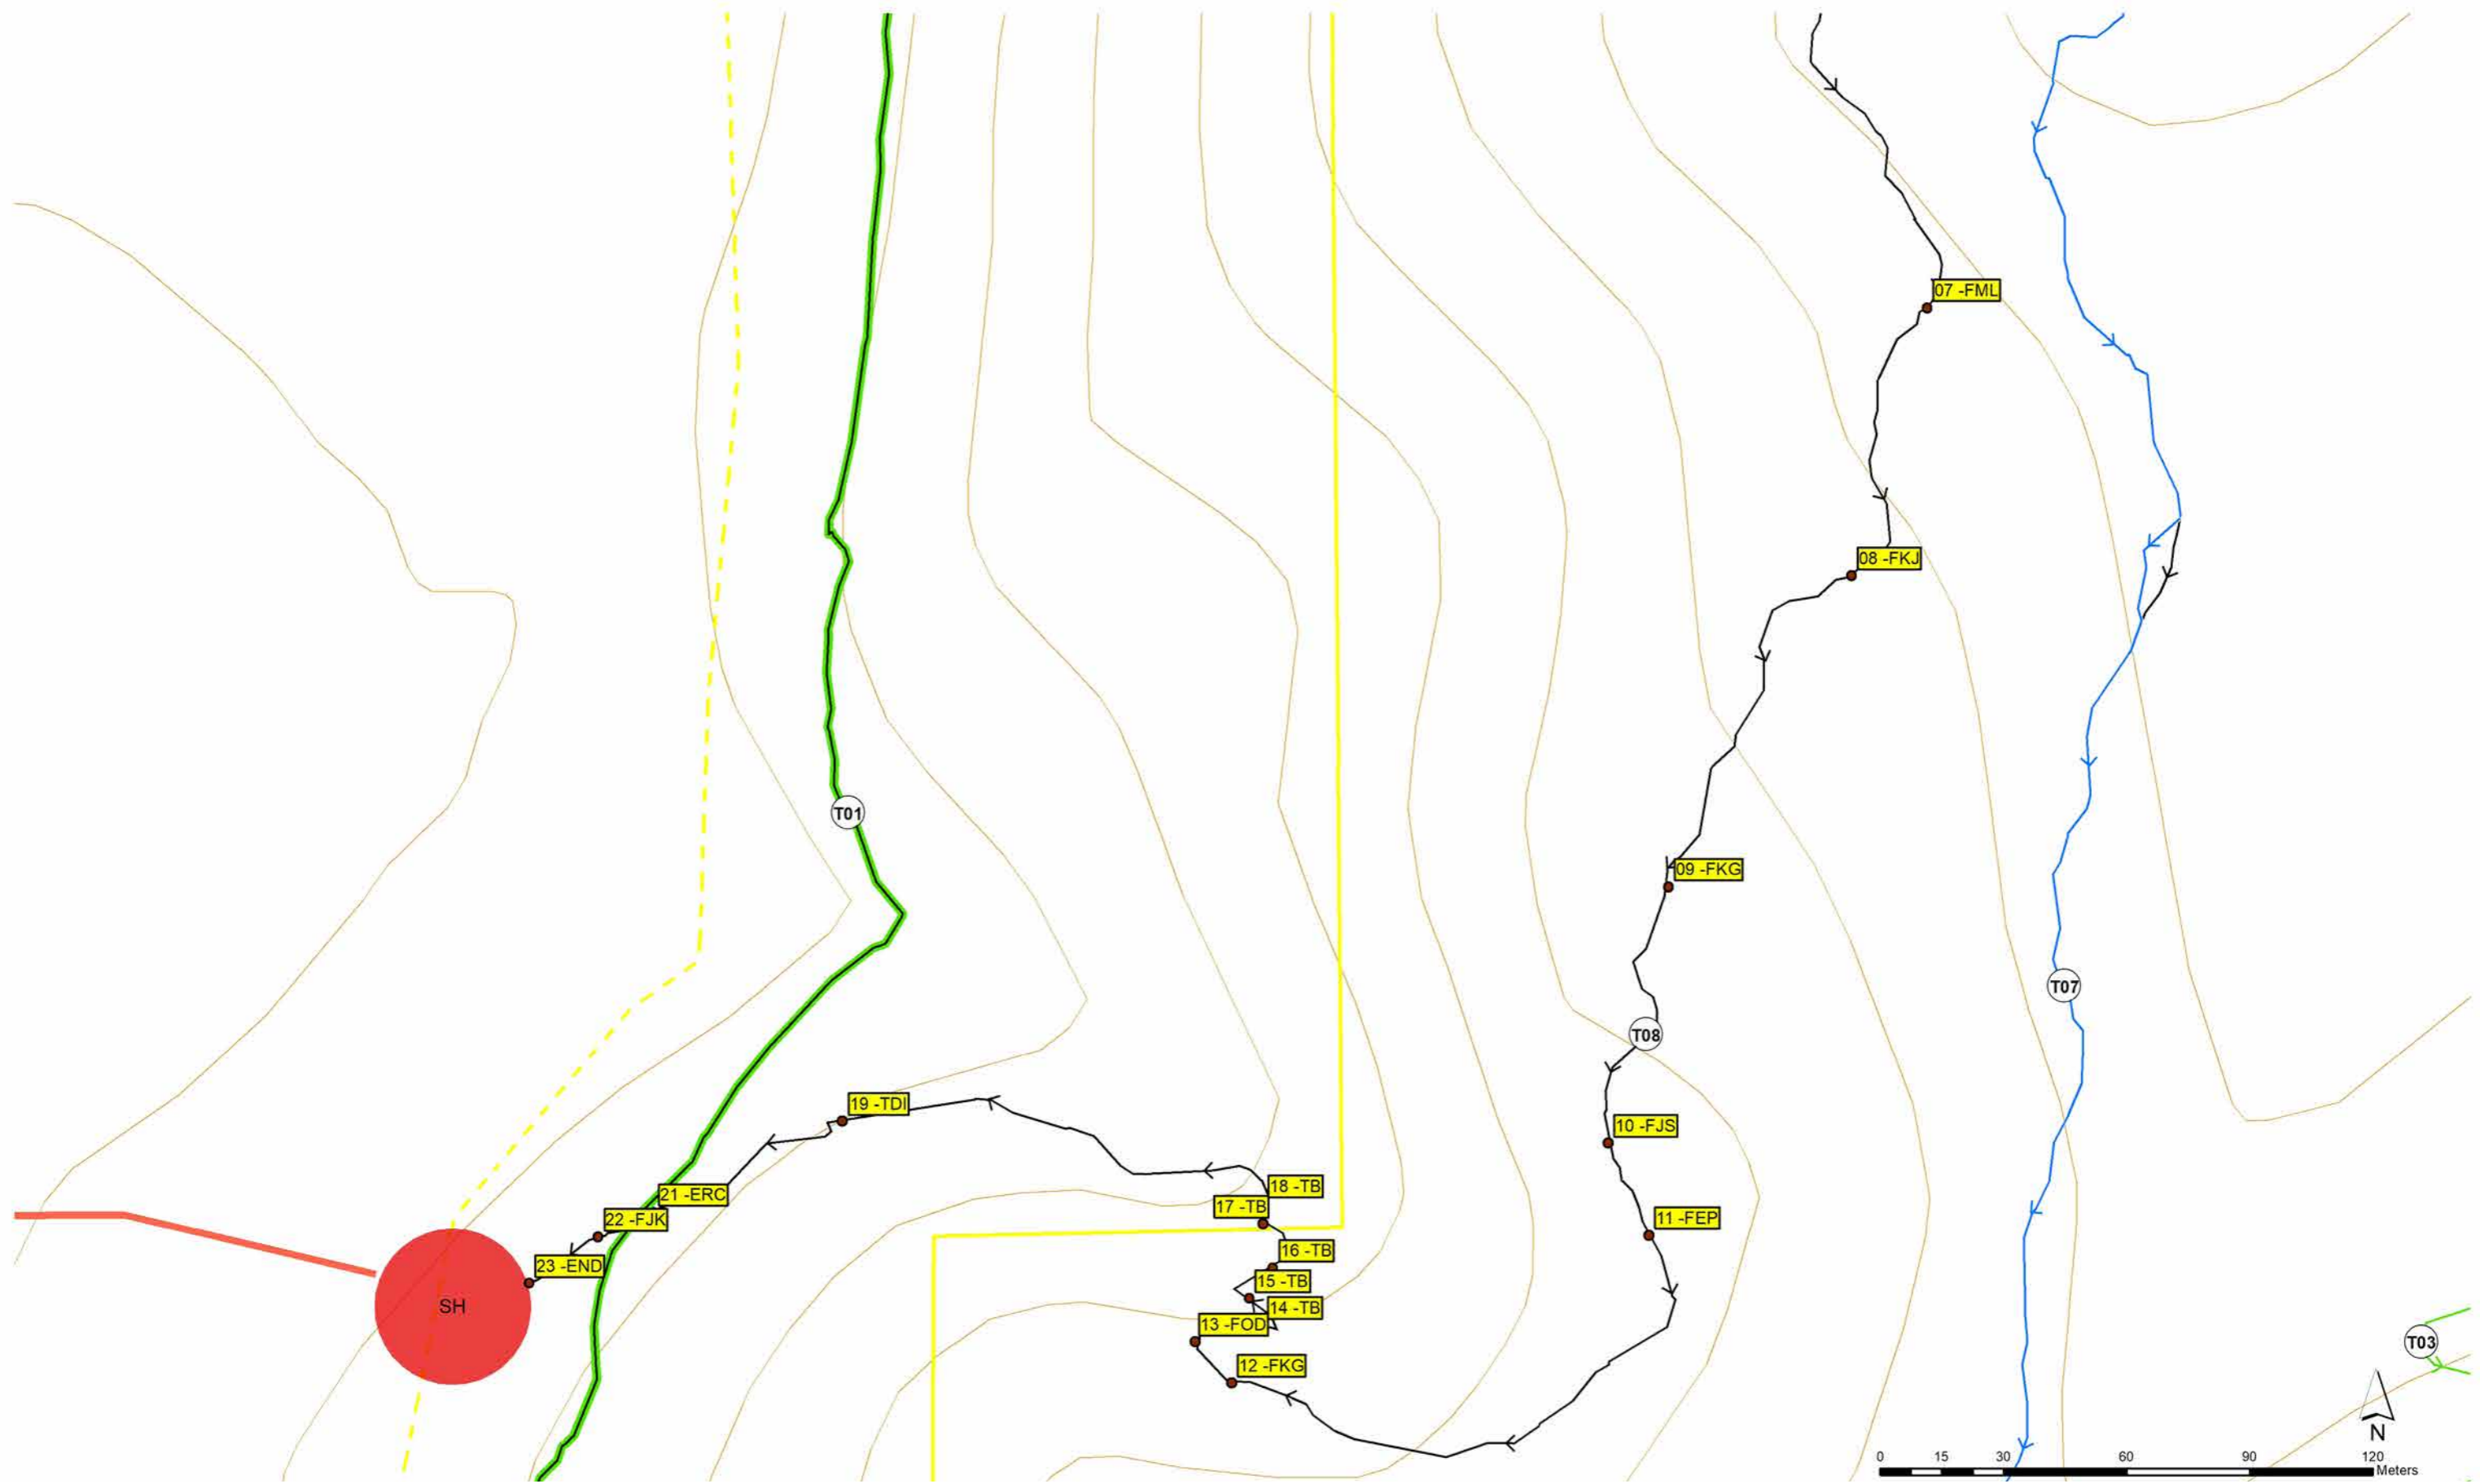 07 -FML
08 -FKJ
T01
09 -FKG
T07
T08
19 -TDI
10 -FJS
18 -TB
21 -ERC
17 -TB
22 -FJK
11 -FEP
16 -TB
23 -END
15 -TB
SH
14 -TB
13 -FOD
T03
12 -FKG
N
0 15 30 60 90 120
Meters